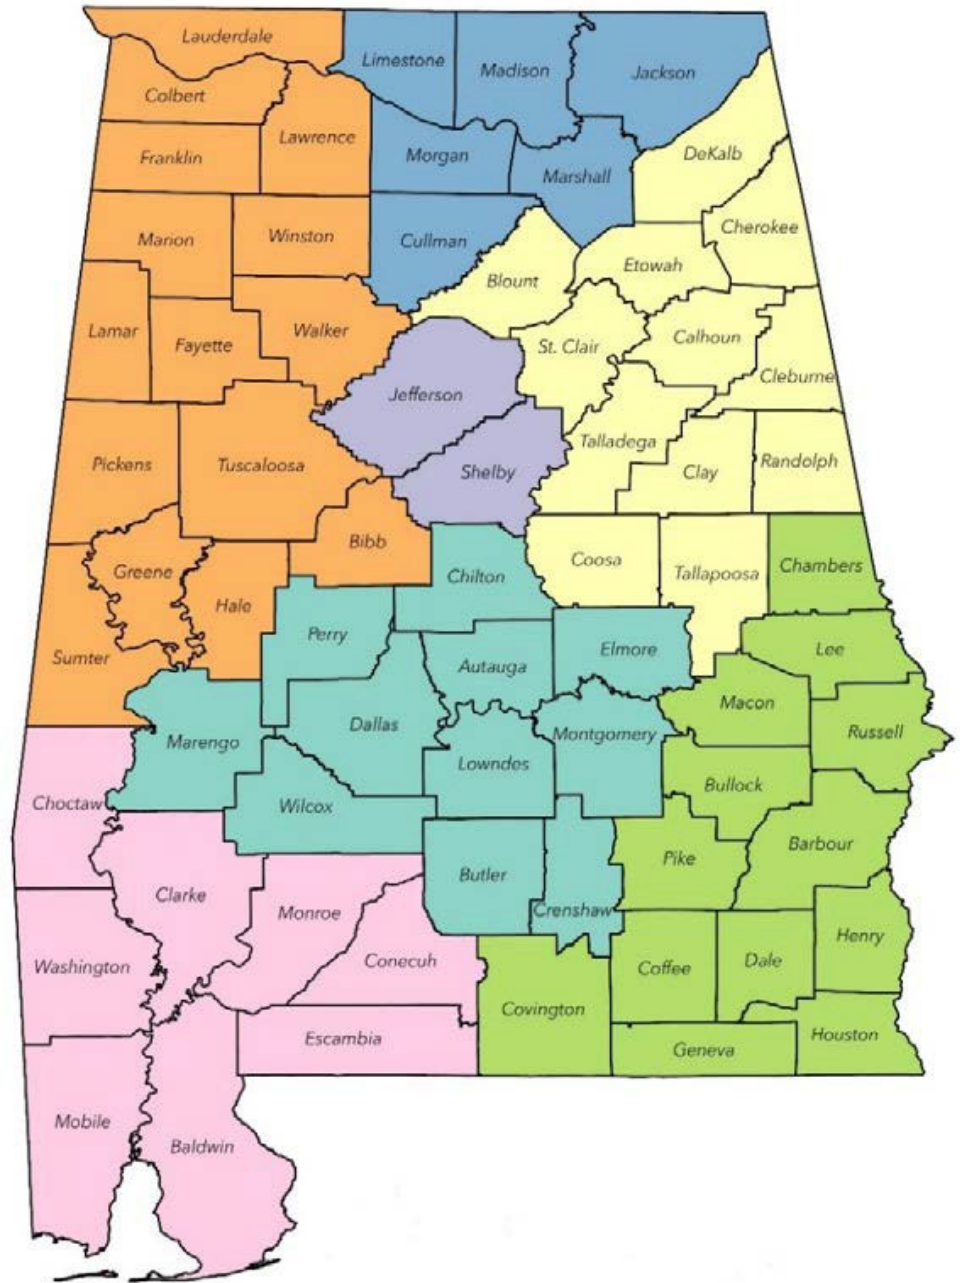 Lauderdale
Limestone
Madison
Jackson
Colbert
Lawrence
Franklin
Morgan
Marshall
DeKalb
Cherokee
Marion
Winston
Cullman
Blount
Etowah
Lamar
Fayette
Walker
St. Clair
Calhoun
Cleburne
Jefferson
Talladega
Pickens
Tuscaloosa
Shelby
Clay
Randolph
Bibb
Greene
Hale
Chilton
Coosa
Tallapoosa
Chambers
Sumter
Perry
Autauga
Elmore
Lee
Macon
Russell
Marengo
Dallas
Lowndes
Montgomery
Bullock
Choctaw
Wilcox
Barbour
Pike
Clarke
Butler
Crenshaw
Monroe
Henry
Washington
Conecuh
Coffee
Dale
Covington
Escambia
Geneva
Houston
Mobile
Baldwin